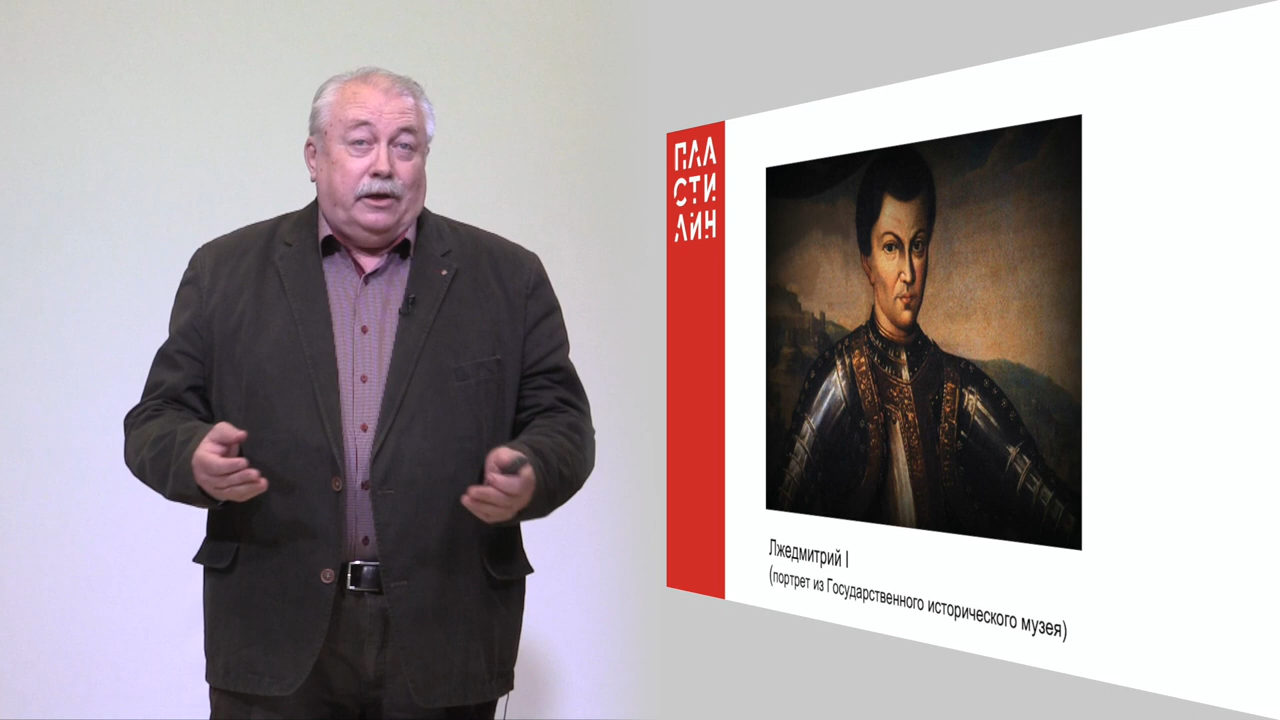 ПЛА
СТИ
ЛИН
Лжедмитрий I
(портрет из Государственного исторического музея)